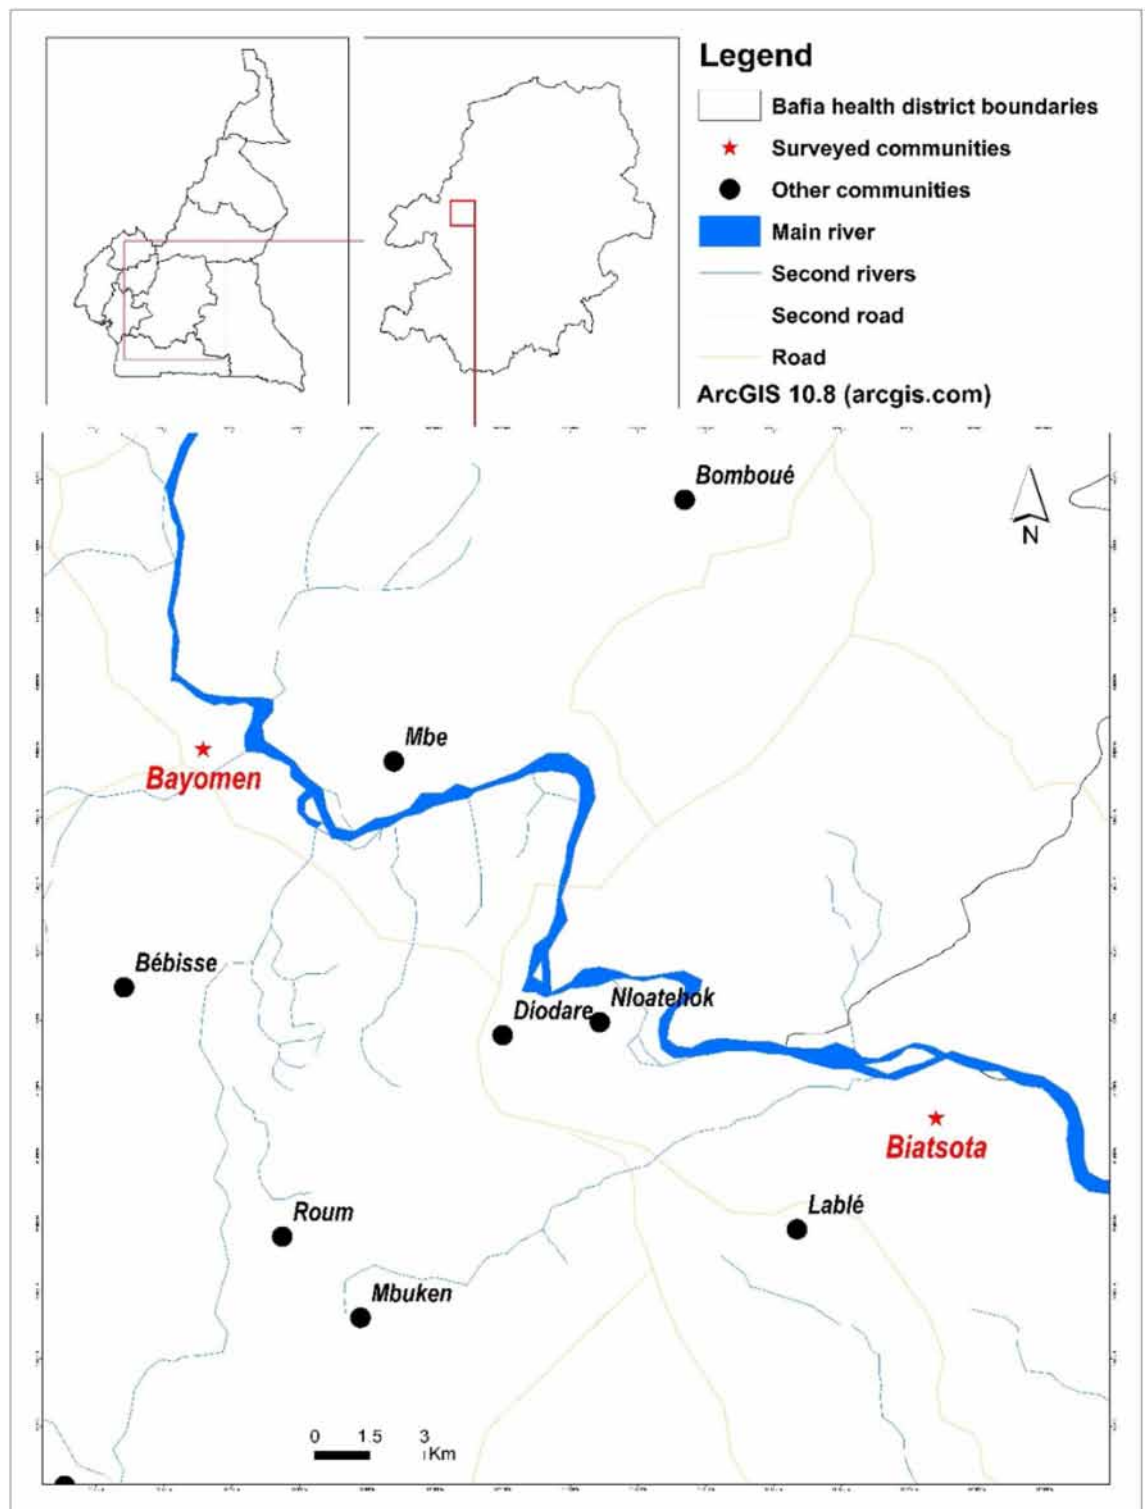 Legend
Bafia health district boundaries
Surveyed communities
Other communities
Main river
Second rivers
Second road
Road
ArcGIS 10.8 (arcgis.com)
Bomboué
N
Mbe
Bayomen
Bébisse
Diodare
Nloatehok
Biatsota
Roum
Lablé
Mbuken
0 1.5 3
Km